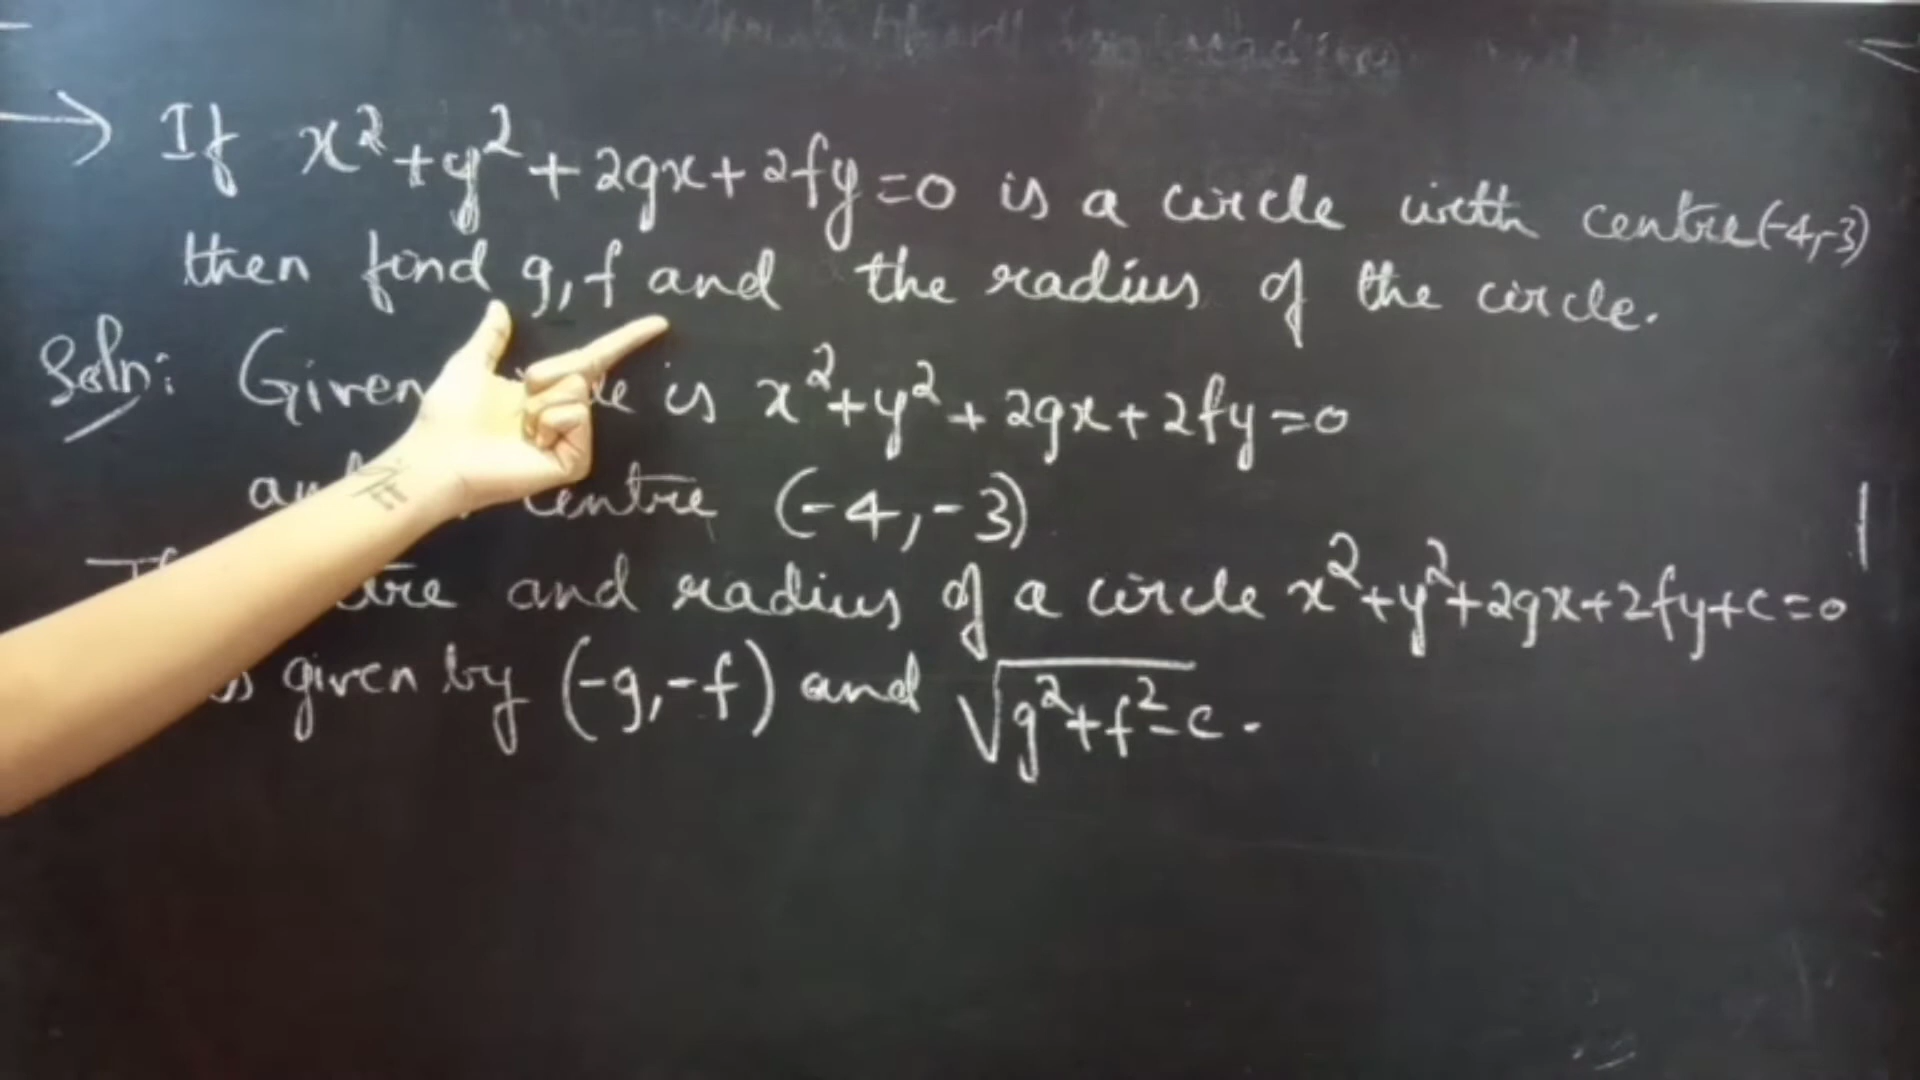 → If x²+y²+2gx+2fy=0 is a circle with centre(-4,-3)
then find g,f and the radius of the circle.
Soln: Given is x²+y²+2gx+2fy=0
centre (-4,-3)
and radius of a circle x²+y²+2gx+2fy+c=0
given by (-g,-f) and √g²+f²-c.